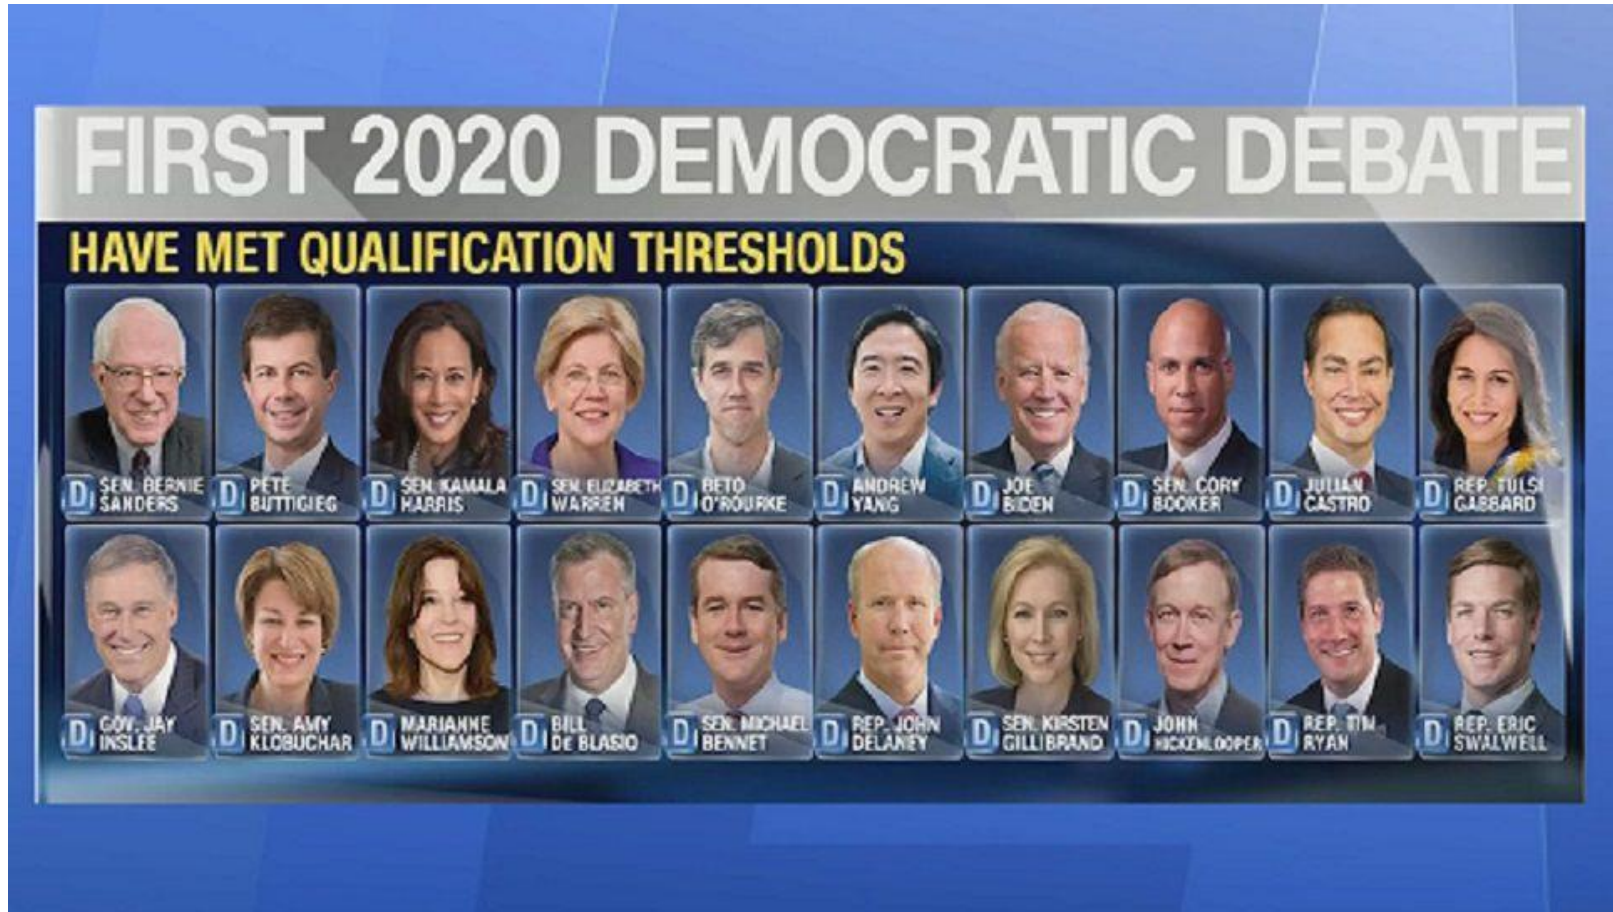 FIRST 2020 DEMOCRATIC DEBATE
HAVE MET QUALIFICATION THRESHOLDS
D SEN. BERNIE
SANDERS
D PETE
BUTTIGIEG
D SEN. KAMALA
HARRIS
D SEN. ELIZABETH
WARREN
D BETO
O'ROURKE
D ANDREW
YANG
D JOE
BIDEN
D SEN. CORY
BOOKER
D JULIAN
CASTRO
D REP. TULSI
GABBARD
D GOV. JAY
INSLEE
D SEN. AMY
KLOBUCHAR
D MARIANNE
WILLIAMSON
D BILL
DE BLASIO
D SEN. MICHAEL
BENNET
D REP. JOHN
DELANEY
D SEN. KIRSTEN
GILLIBRAND
D JOHN
HICKENLOOPER
D REP. TIM
RYAN
D REP. ERIC
SWALWELL